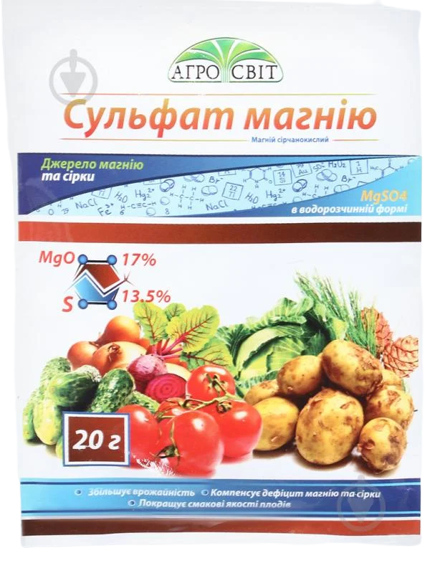 АГРО СВІТ
Сульфат магнію
Магній сірчанокислий
Джерело магнію
та сірки
MgSO4
в водорозчинній формі
MgO 17%
S 13.5%
20 г
Збільшує врожайність
Компенсує дефіцит магнію та сірки
Покращує смакові якості плодів